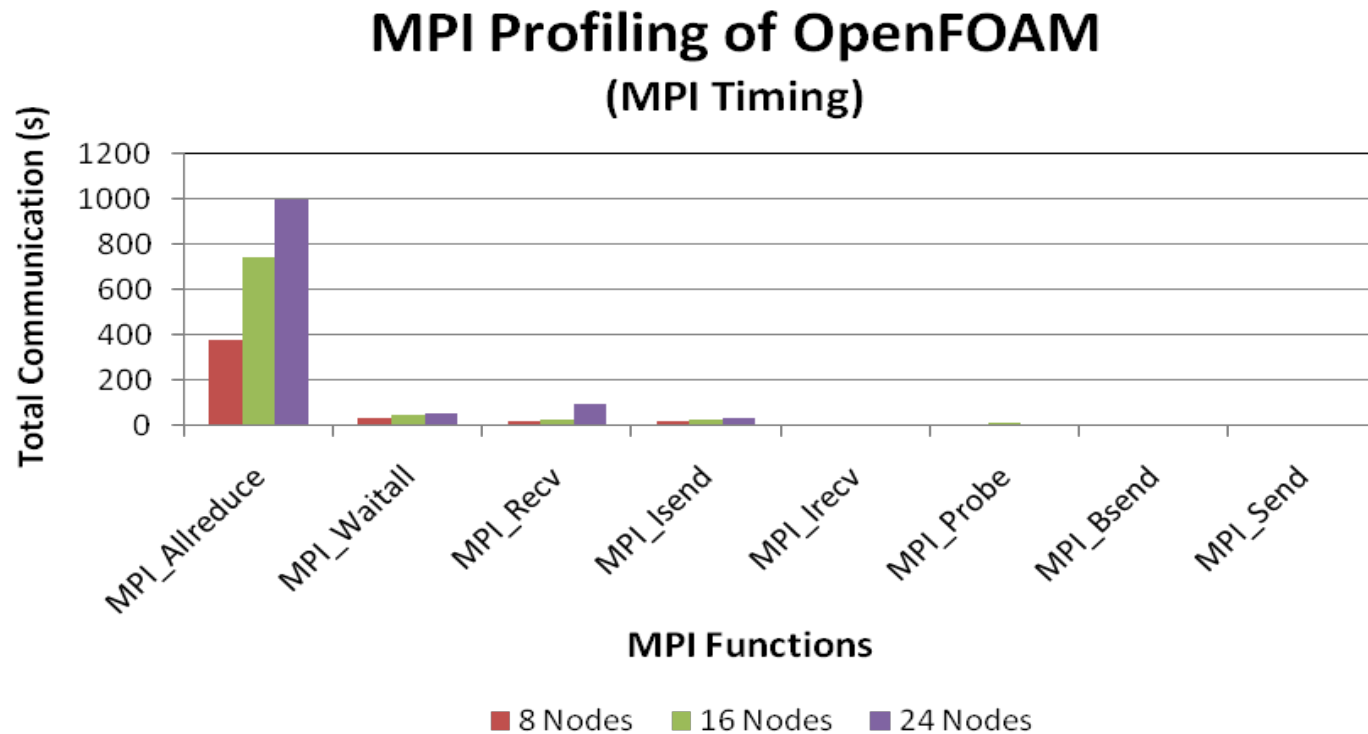 MPI Profiling of OpenFOAM
(MPI Timing)
Total Communication (s)
1200
1000
800
600
400
200
0
MPI_Allreduce
MPI_Waitall
MPI_Recv
MPI_Isend
MPI_Irecv
MPI_Probe
MPI_Bsend
MPI_Send
MPI Functions
8 Nodes 16 Nodes 24 Nodes